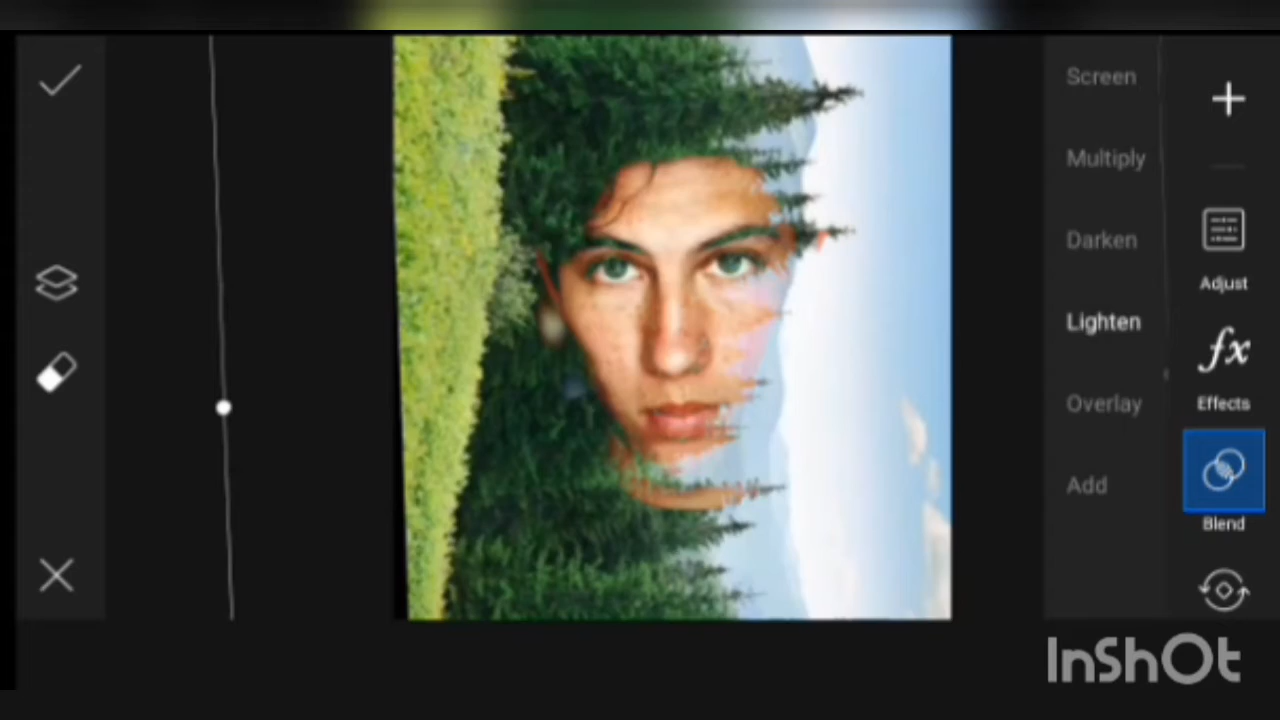 Screen
Multiply
Darken
Lighten
Overlay
Add
Adjust
fx
Effects
Blend
InShOt